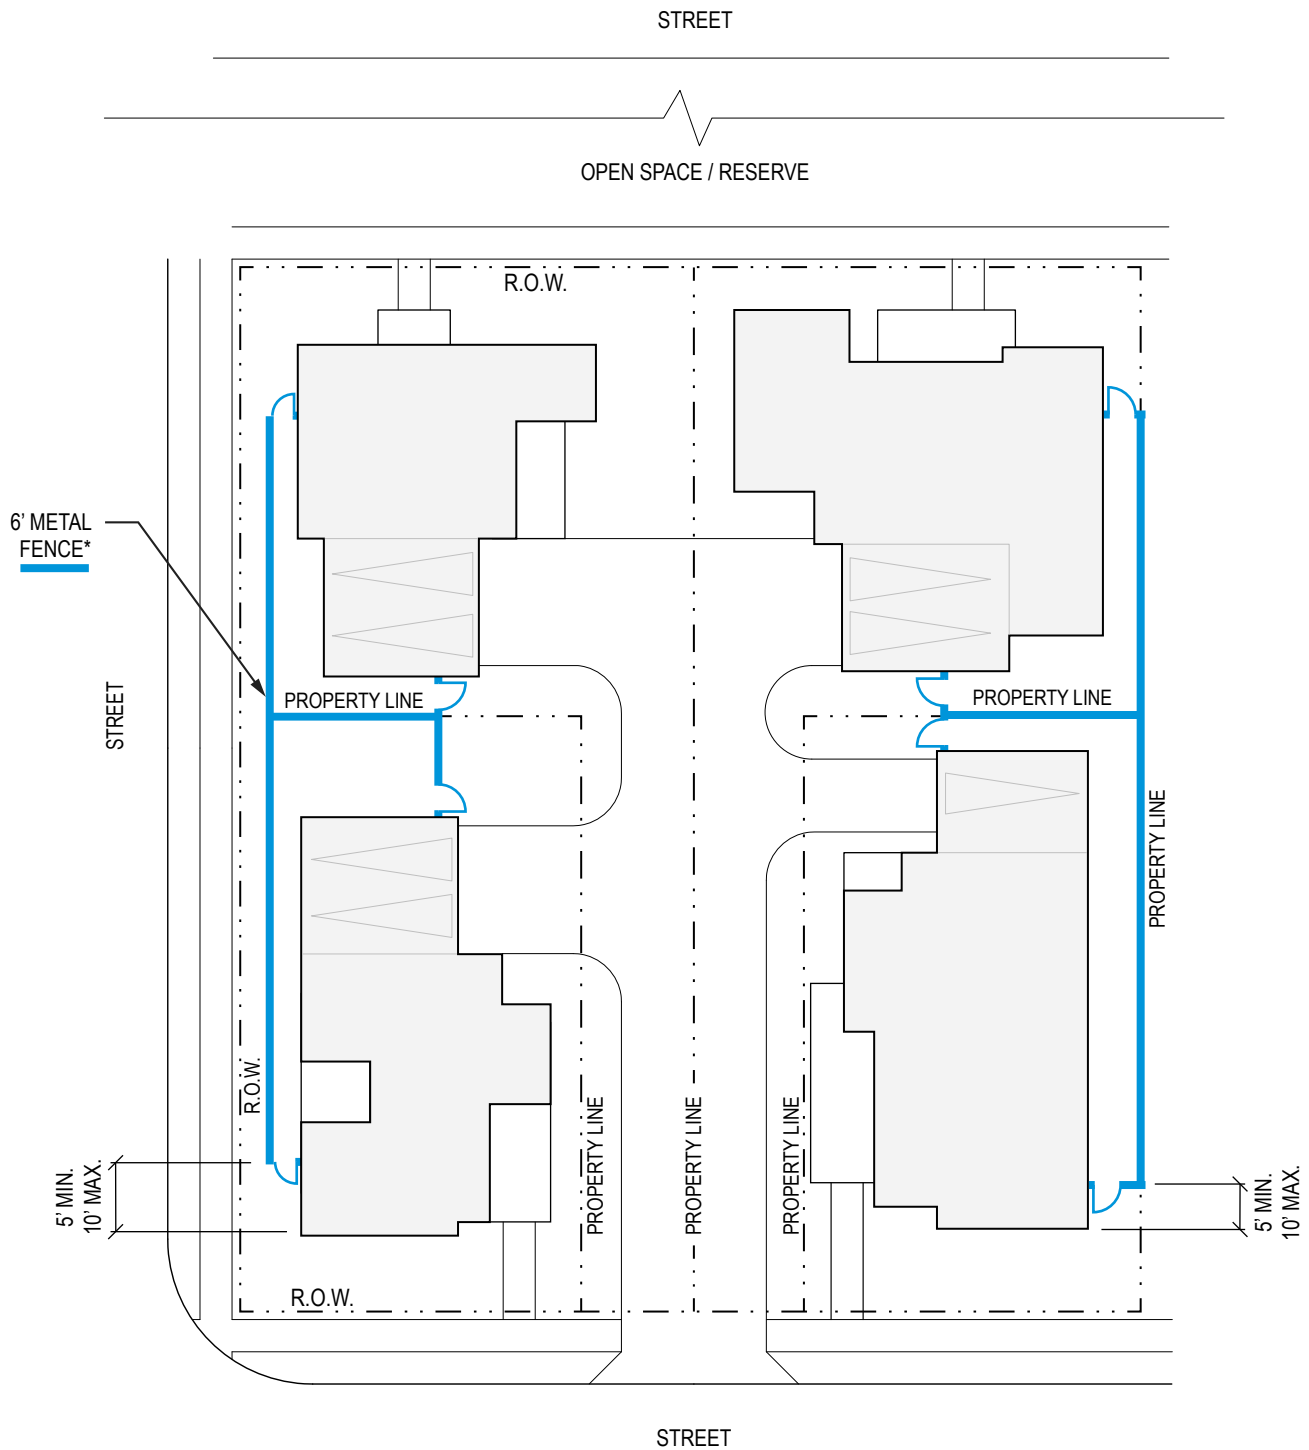 STREET
OPEN SPACE / RESERVE
R.O.W.
6’ METAL
FENCE*
STREET
PROPERTY LINE
PROPERTY LINE
PROPERTY LINE
R.O.W.
5’ MIN.
10’ MAX.
PROPERTY LINE
PROPERTY LINE
PROPERTY LINE
5’ MIN.
10’ MAX.
R.O.W.
STREET